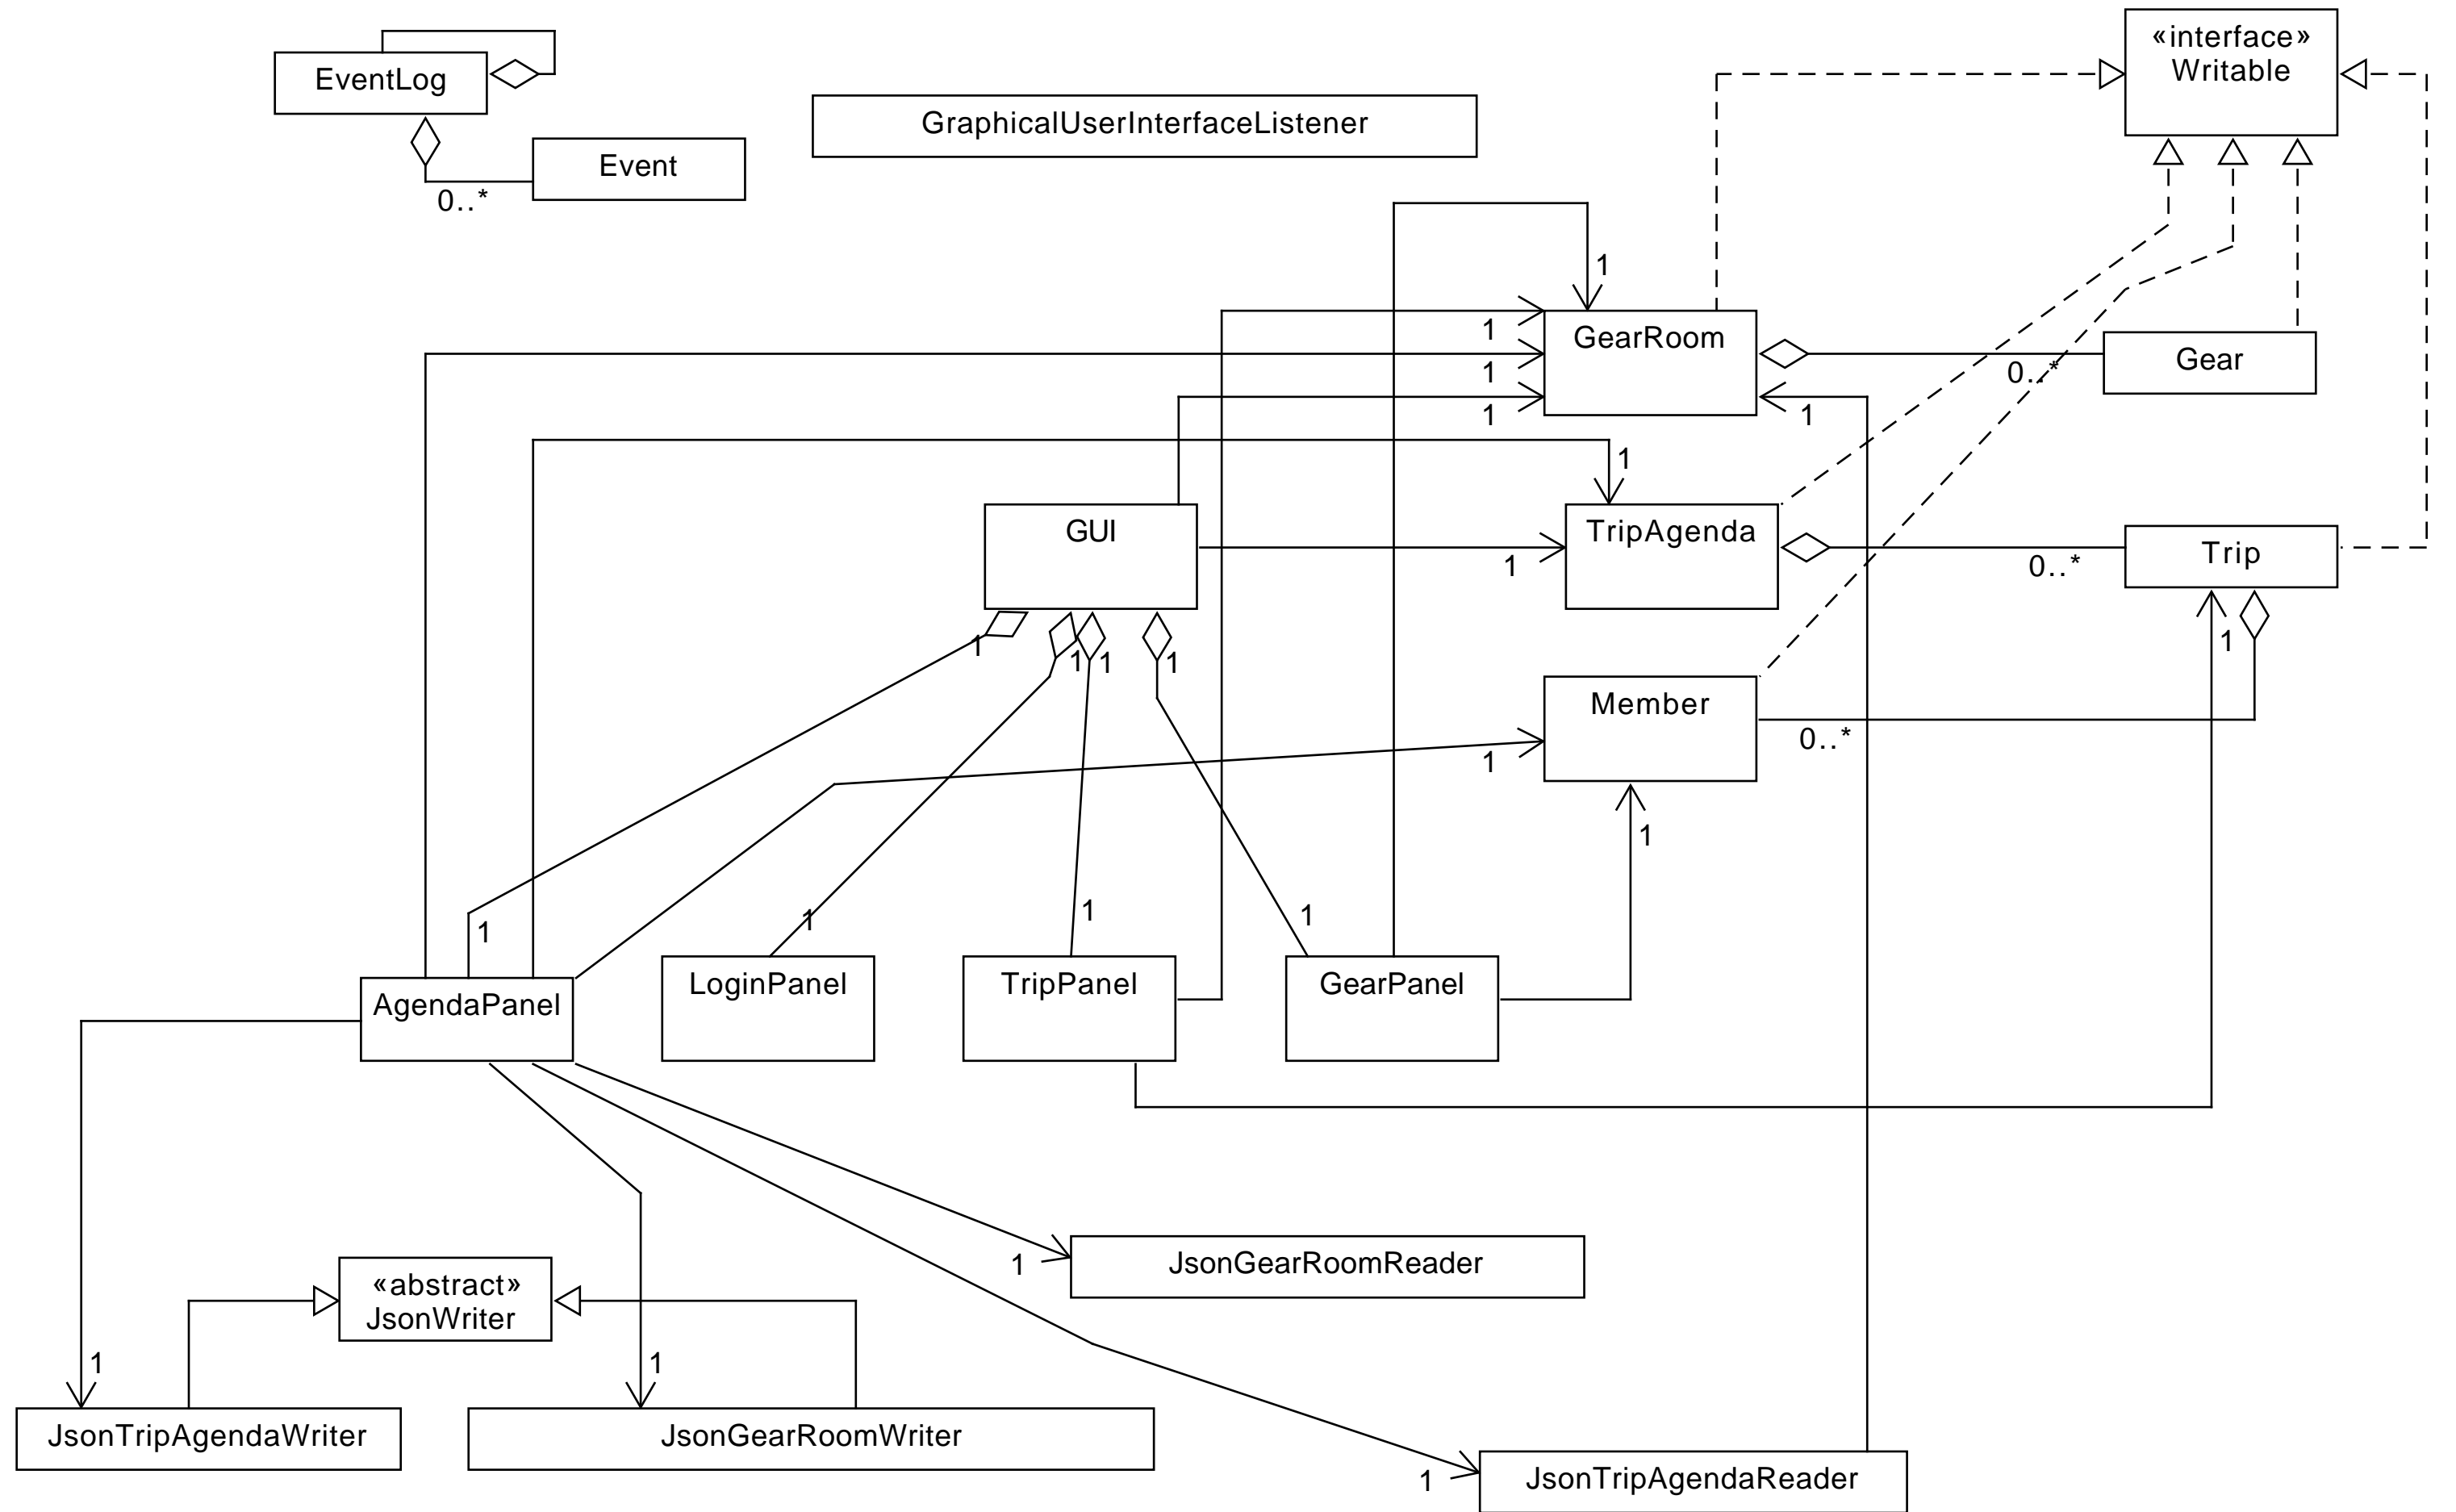 «interface»
Writable
EventLog
GraphicalUserInterfaceListener
Event
0..*
1
1
GearRoom
Gear
1
0..*
1
1
1
GUI
TripAgenda
Trip
1
0..*
1
1
1
1
1
Member
0..*
1
1
1
1
1
1
LoginPanel
TripPanel
GearPanel
AgendaPanel
JsonGearRoomReader
1
«abstract»
JsonWriter
1
1
JsonTripAgendaWriter
JsonGearRoomWriter
JsonTripAgendaReader
1